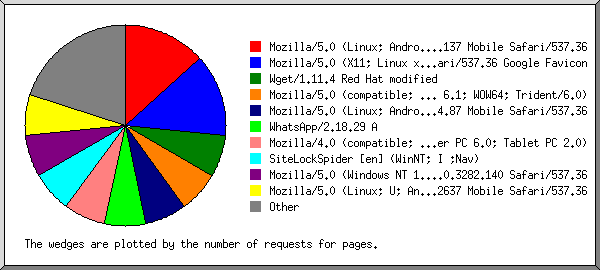 Mozilla/5.0 (Linux; Andro....137 Mobile Safari/537.36
Mozilla/5.0 (X11; Linux x...ari/537.36 Google Favicon
Wget/1.11.4 Red Hat modified
Mozilla/5.0 (compatible; ... 6.1; WOW64; Trident/6.0)
Mozilla/5.0 (Linux; Andro....4.87 Mobile Safari/537.36
WhatsApp/2.18.29 A
Mozilla/4.0 (compatible; ...er PC 6.0; Tablet PC 2.0)
SiteLockSpider [en] (WinNT; I ;Nav)
Mozilla/5.0 (Windows NT 1....0.3282.140 Safari/537.36
Mozilla/5.0 (Linux; U; An...2637 Mobile Safari/537.36
Other
The wedges are plotted by the number of requests for pages.